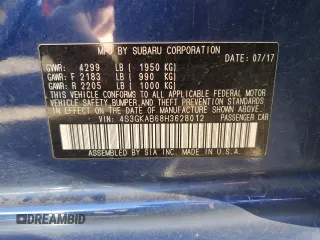 MFD BY SUBARU CORPORATION
GVWR: 4299 LB (1950 KG) DATE: 07/17
GAWR: F 2183 LB (990 KG)
GAWR: R 2205 LB (1000 KG)
THIS VEHICLE CONFORMS TO ALL APPLICABLE FEDERAL MOTOR
VEHICLE SAFETY, BUMPER, AND THEFT PREVENTION STANDARDS
IN EFFECT ON THE DATE OF MANUFACTURE SHOWN ABOVE.
VIN: 4S3GKAB68H3628012 PASSENGER CAR
ASSEMBLED BY SIA INC. MADE IN U.S.A.
DREAMBID